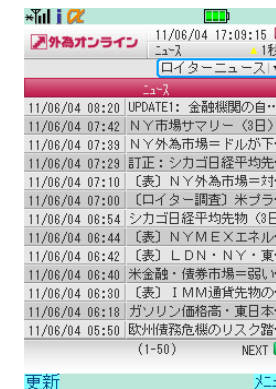 外為オンライン
11/06/04 17:09:15
ニュース 1秒
ロイターニュース
ニュース
11/06/04 08:20 UPDATE1: 金融機関の自‥
11/06/04 07:42 NY市場サマリー(3日)
11/06/04 07:39 NY外為市場=ドルが下
11/06/04 07:29 訂正:シカゴ日経平均先
11/06/04 07:10 〔表〕NY外為市場=対
11/06/04 07:00 〔ロイター調査〕米プラ
11/06/04 06:54 シカゴ日経平均先物(3日
11/06/04 06:44 〔表〕NYMEXエネル
11/06/04 06:42 〔表〕LDN・NY・東
11/06/04 06:40 米金融・債券市場=弱い
11/06/04 06:30 〔表〕IMM通貨先物の
11/06/04 06:18 ガソリン価格高・東日本
11/06/04 05:50 欧州債務危機のリスク踏
(1-50) NEXT
更新 メニュ